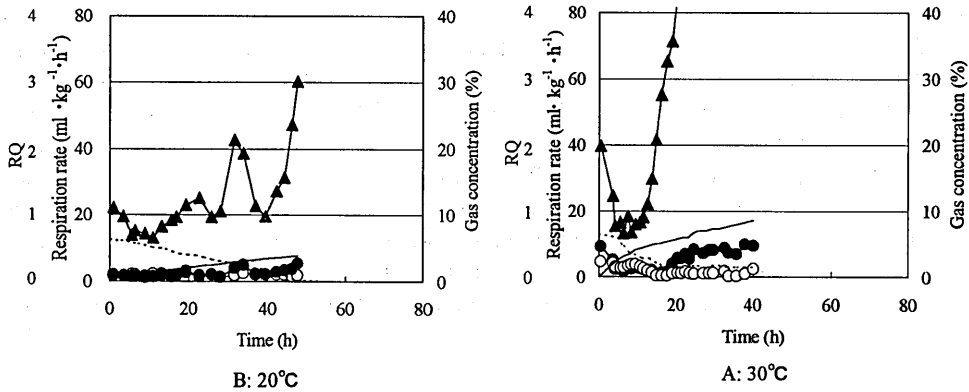 4 80 40
3 60 30
2 40 20
1 20 10
0 0 0
RQ
Respiration rate (ml・kg⁻¹・h⁻¹)
Gas concentration (%)
0 20 40 60 80
Time (h)
B: 20℃
4 80 40
3 60 30
2 40 20
1 20 10
0 0 0
RQ
Respiration rate (ml・kg⁻¹・h⁻¹)
Gas concentration (%)
0 20 40 60 80
Time (h)
A: 30℃